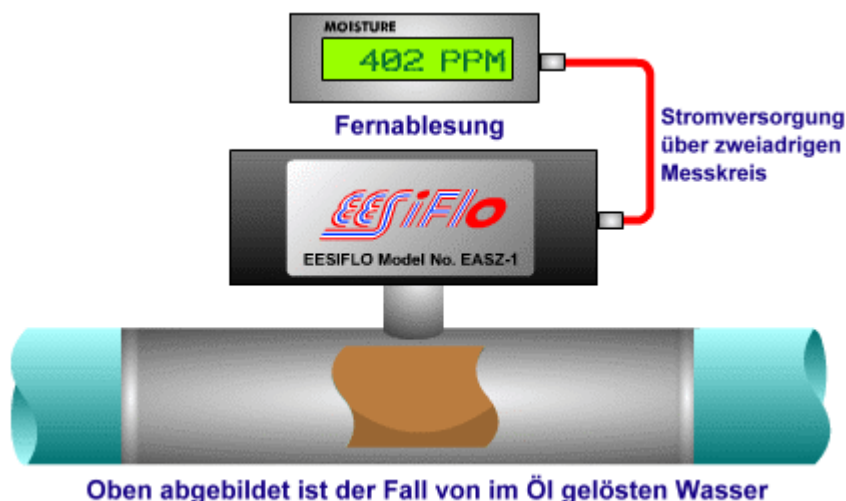 MOISTURE
402 PPM
Fernablesung
Stromversorgung
über zweiadrigen
Messkreis
EESiFlo
EESIFLO Model No. EASZ-1
Oben abgebildet ist der Fall von im Öl gelösten Wasser